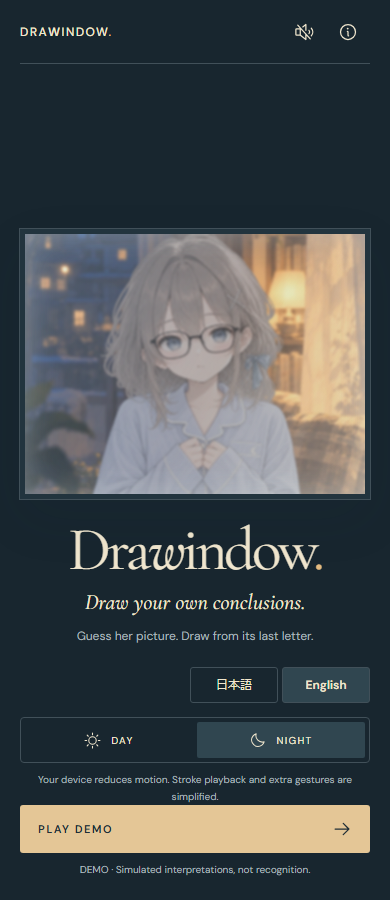 DRAWINDOW.
Drawindow.
Draw your own conclusions.
Guess her picture. Draw from its last letter.
日本語 English
DAY NIGHT
Your device reduces motion. Stroke playback and extra gestures are
simplified.
PLAY DEMO
DEMO · Simulated interpretations, not recognition.